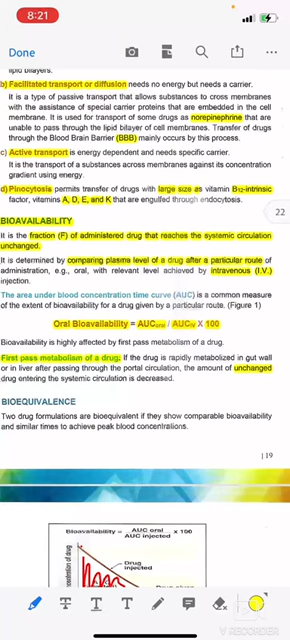 8:21
Done
lipid bilayers.
b) Facilitated transport or diffusion needs no energy but needs a carrier.
It is a type of passive transport that allows substances to cross membranes
with the assistance of special carrier proteins that are embedded in the cell
membrane. It is used for transport of some drugs as norepinephrine that are
unable to pass through the lipid bilayer of cell membranes. Transfer of drugs
through the Blood Brain Barrier (BBB) mainly occurs by this process.
c) Active transport is energy dependent and needs specific carrier.
It is the transport of a substances across membranes against its concentration
gradient using energy.
d) Pinocytosis permits transfer of drugs with large size as vitamin B12-intrinsic
factor, vitamins A, D, E, and K that are engulfed through endocytosis.
22
BIOAVAILABILITY
It is the fraction (F) of administered drug that reaches the systemic circulation
unchanged.
It is determined by comparing plasma level of a drug after a particular route of
administration, e.g., oral, with relevant level achieved by intravenous (I.V.)
injection.
The area under blood concentration time curve (AUC) is a common measure
of the extent of bioavailability for a drug given by a particular route. (Figure 1)
Oral Bioavailability = AUCoral / AUCIV X 100
Bioavailability is highly affected by first pass metabolism of a drug.
First pass metabolism of a drug: If the drug is rapidly metabolized in gut wall
or in liver after passing through the portal circulation, the amount of unchanged
drug entering the systemic circulation is decreased.
BIOEQUIVALENCE
Two drug formulations are bioequivalent if they show comparable bioavailability
and similar times to achieve peak blood concentrations.
| 19
Bioavailability = AUC oral / AUC injected x 100
Drug
injected
RECORDER